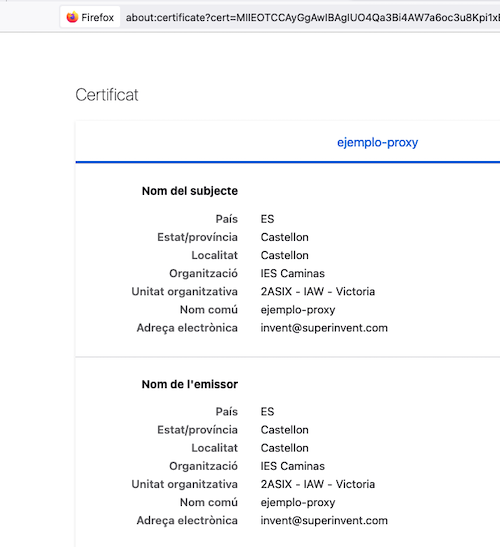 Firefox about:certificate?cert=MIIEOTCCAyGgAwIBAgIUO4Qa3Bi4AW7a6oc3u8Kpi1xE
Certificat
ejemplo-proxy
Nom del subjecte
País ES
Estat/província Castellon
Localitat Castellon
Organització IES Caminas
Unitat organitzativa 2ASIX - IAW - Victoria
Nom comú ejemplo-proxy
Adreça electrònica invent@superinvent.com
Nom de l'emissor
País ES
Estat/província Castellon
Localitat Castellon
Organització IES Caminas
Unitat organitzativa 2ASIX - IAW - Victoria
Nom comú ejemplo-proxy
Adreça electrònica invent@superinvent.com